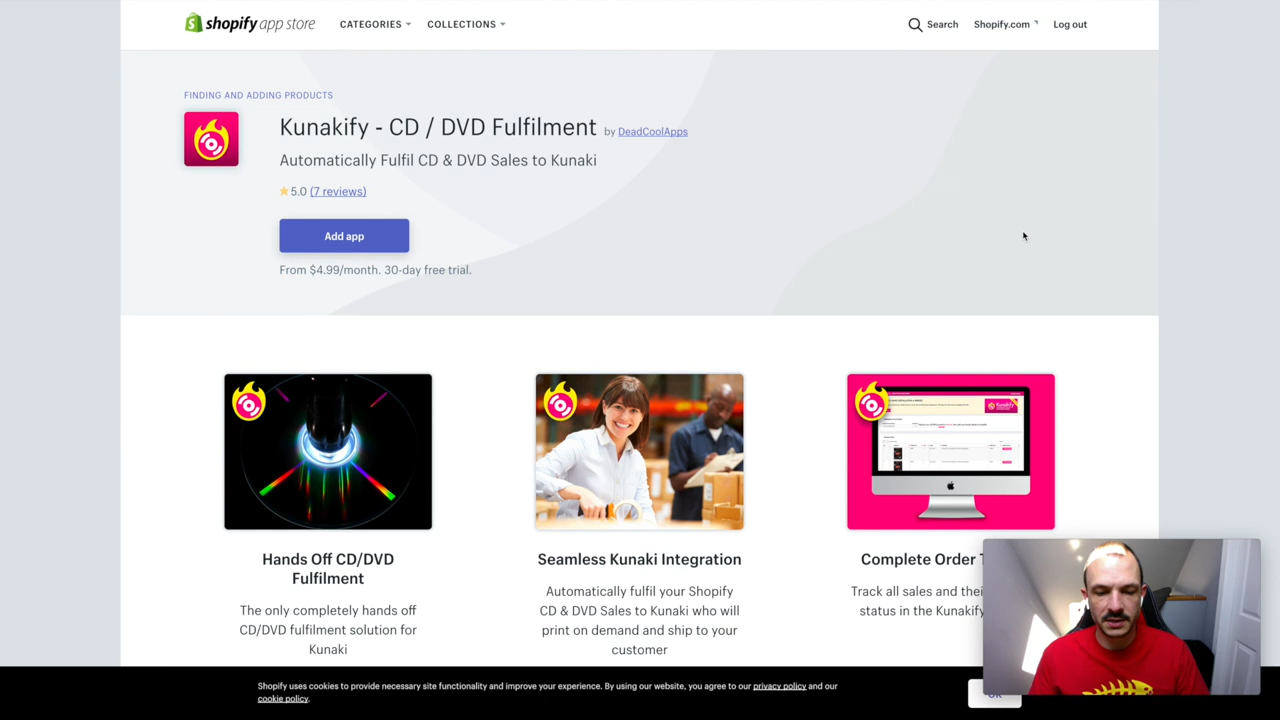 shopify app store
CATEGORIES
COLLECTIONS
Search
Shopify.com
Log out
FINDING AND ADDING PRODUCTS
Kunakify - CD / DVD Fulfilment by DeadCoolApps
Automatically Fulfil CD & DVD Sales to Kunaki
5.0 (7 reviews)
Add app
From $4.99/month. 30-day free trial.
Hands Off CD/DVD
Fulfilment
The only completely hands off
CD/DVD fulfilment solution for
Kunaki
Seamless Kunaki Integration
Automatically fulfil your Shopify
CD & DVD Sales to Kunaki who will
print on demand and ship to your
customer
Complete Order
Track all sales and
status in the Kunakify
Shopify uses cookies to provide necessary site functionality and improve your experience. By using our website, you agree to our privacy policy and our
cookie policy.